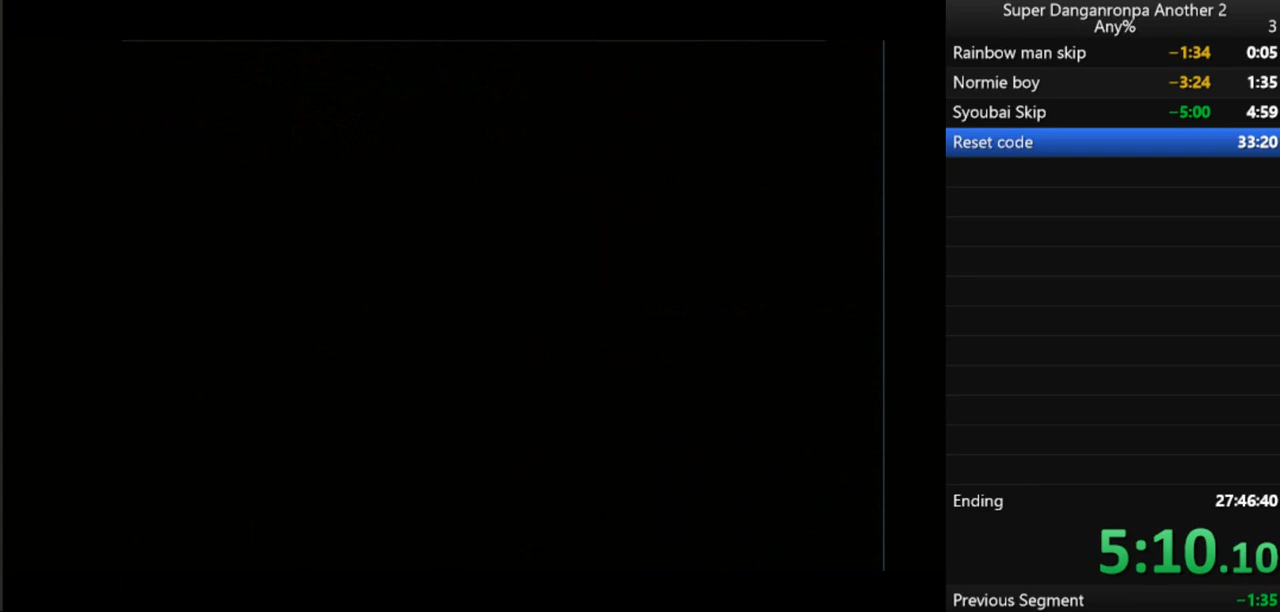 Super Danganronpa Another 2
Any%
3
Rainbow man skip −1:34 0:05
Normie boy −3:24 1:35
Syoubai Skip −5:00 4:59
Reset code 33:20
Ending 27:46:40
5:10.10
Previous Segment −1:35